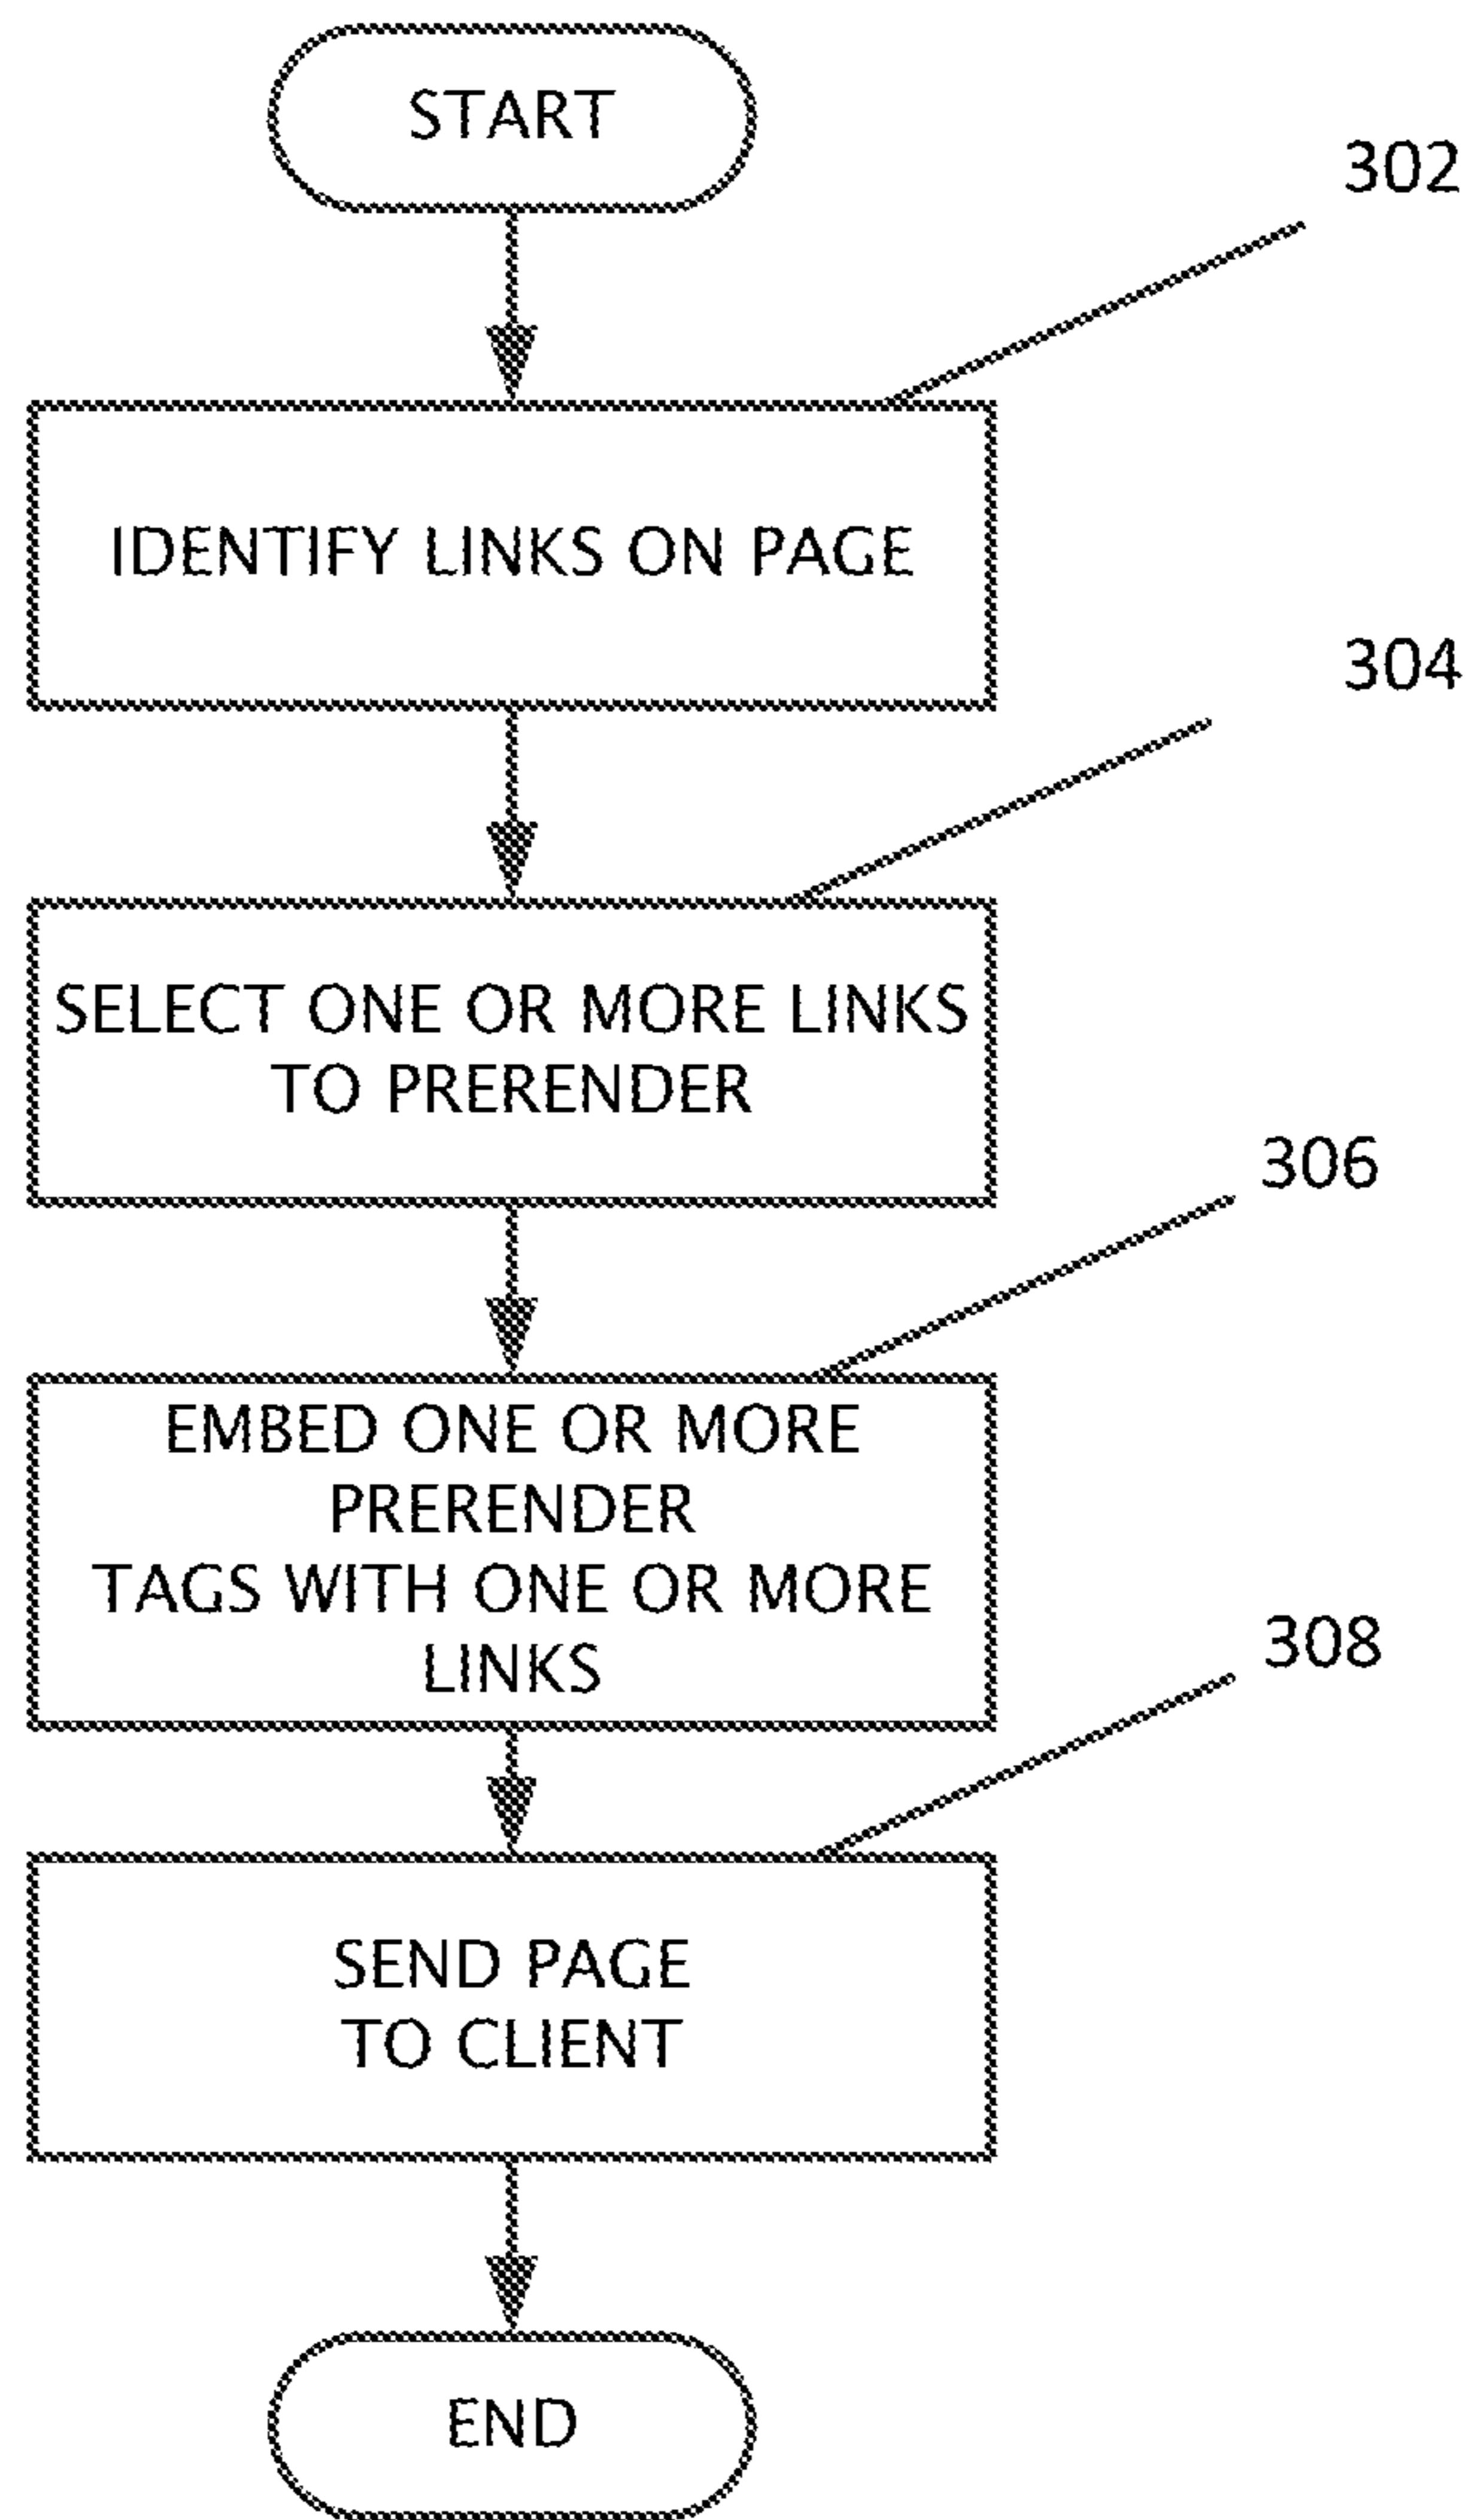 START
302
IDENTIFY LINKS ON PAGE
304
SELECT ONE OR MORE LINKS
TO PRERENDER
306
EMBED ONE OR MORE
PRERENDER
TAGS WITH ONE OR MORE
LINKS
308
SEND PAGE
TO CLIENT
END